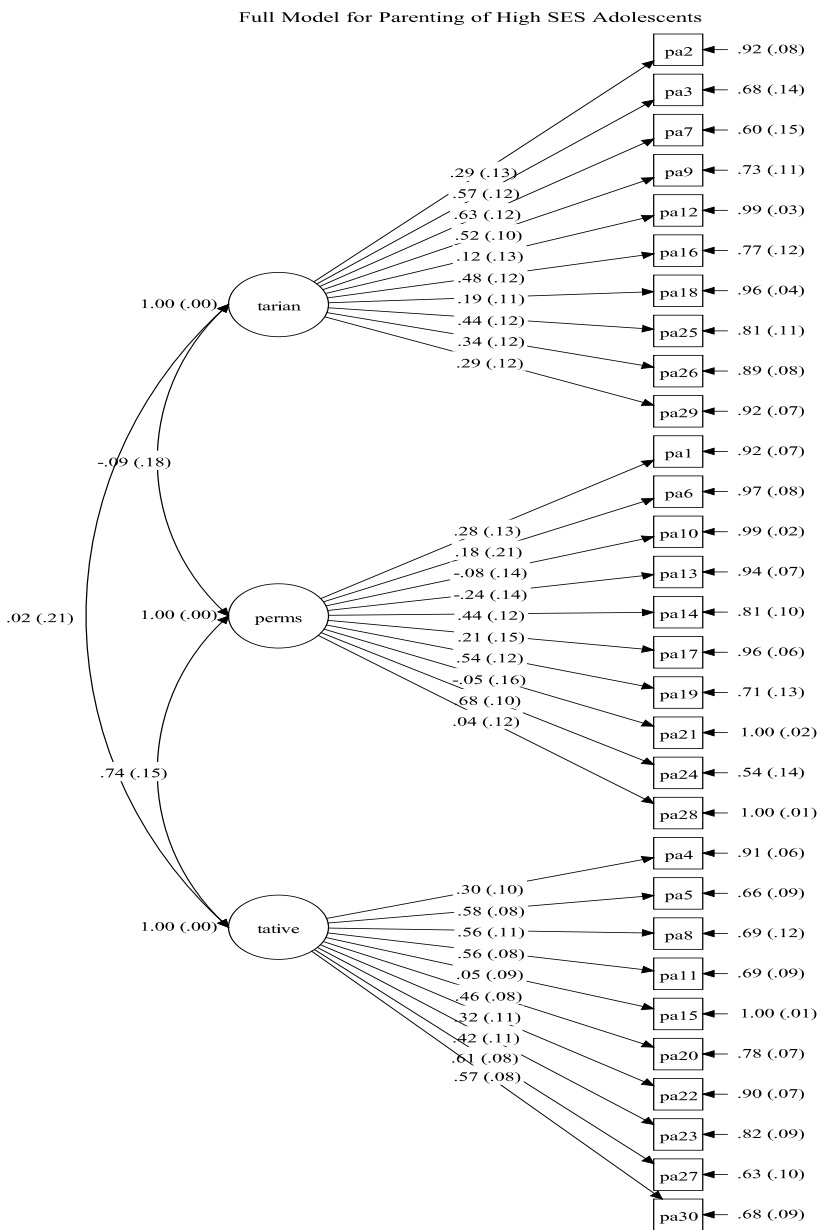 Full Model for Parenting of High SES Adolescents
pa2 .92 (.08)
pa3 .68 (.14)
pa7 .60 (.15)
.29 (.13) pa9 .73 (.11)
.57 (.12)
.63 (.12) pa12 .99 (.03)
.52 (.10)
.12 (.13) pa16 .77 (.12)
.48 (.12)
1.00 (.00) tarian .19 (.11) pa18 .96 (.04)
.44 (.12) pa25 .81 (.11)
.34 (.12)
.29 (.12) pa26 .89 (.08)
pa29 .92 (.07)
pa1 .92 (.07)
-.09 (.18)
pa6 .97 (.08)
.28 (.13) pa10 .99 (.02)
.18 (.21)
-.08 (.14) pa13 .94 (.07)
-.24 (.14)
1.00 (.00) perms .44 (.12) pa14 .81 (.10)
.02 (.21)
.21 (.15) pa17 .96 (.06)
.54 (.12)
-.05 (.16) pa19 .71 (.13)
.68 (.10)
.04 (.12) pa21 1.00 (.02)
.74 (.15) pa24 .54 (.14)
pa28 1.00 (.01)
pa4 .91 (.06)
.30 (.10) pa5 .66 (.09)
.58 (.08)
1.00 (.00) tative .56 (.11) pa8 .69 (.12)
.56 (.08)
.05 (.09) pa11 .69 (.09)
.46 (.08)
.32 (.11) pa15 1.00 (.01)
.42 (.11)
.61 (.08) pa20 .78 (.07)
.57 (.08)
pa22 .90 (.07)
pa23 .82 (.09)
pa27 .63 (.10)
pa30 .68 (.09)